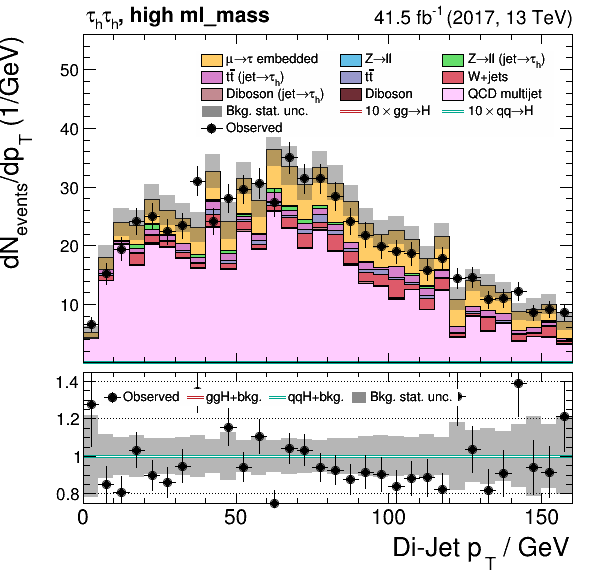 τhτh, high ml_mass 41.5 fb-1 (2017, 13 TeV)
dNevents/dpT (1/GeV)
50
40
30
20
10
μ→τ embedded Z→ll Z→ll (jet→τh)
tt̄ (jet→τh) tt̄ W+jets
Diboson (jet→τh) Diboson QCD multijet
Bkg. stat. unc. 10 × gg→H 10 × qq→H
Observed
1.4
1.2
1
0.8
Observed ggH+bkg. qqH+bkg. Bkg. stat. unc.
0 50 100 150
Di-Jet pT / GeV